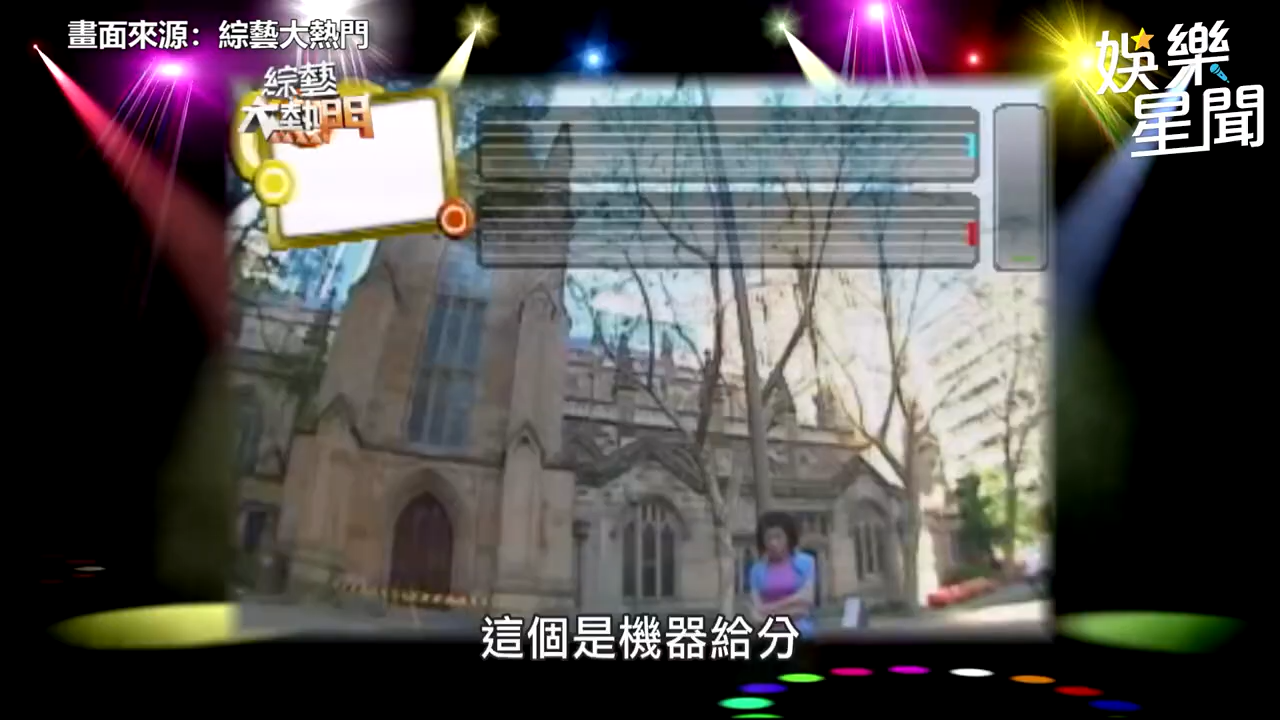 畫面來源：綜藝大熱門
綜藝
大熱門
娛樂
星聞
這個是機器給分